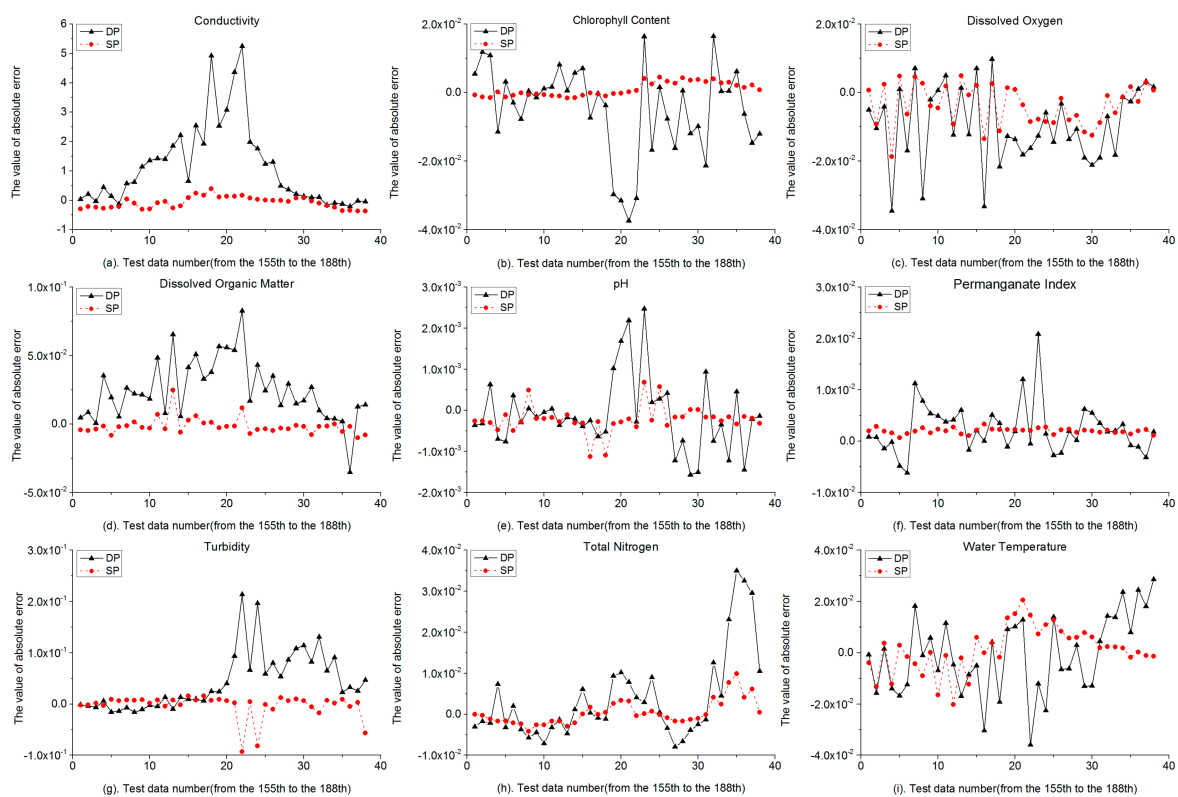 Conductivity
DP
SP
The value of absolute error
6
5
4
3
2
1
0
-1
0 10 20 30 40
(a). Test data number(from the 155th to the 188th)
Chlorophyll Content
DP
SP
The value of absolute error
2.0x10-2
0.0
-2.0x10-2
-4.0x10-2
0 10 20 30 40
(b). Test data number(from the 155th to the 188th)
Dissolved Oxygen
DP
SP
The value of absolute error
2.0x10-2
0.0
-2.0x10-2
-4.0x10-2
0 10 20 30 40
(c). Test data number(from the 155th to the 188th)
Dissolved Organic Matter
DP
SP
The value of absolute error
1.0x10-1
5.0x10-2
0.0
-5.0x10-2
0 10 20 30 40
(d). Test data number(from the 155th to the 188th)
pH
DP
SP
The value of absolute error
3.0x10-3
2.0x10-3
1.0x10-3
0.0
-1.0x10-3
-2.0x10-3
0 10 20 30 40
(e). Test data number(from the 155th to the 188th)
Permanganate Index
DP
SP
The value of absolute error
3.0x10-2
2.0x10-2
1.0x10-2
0.0
-1.0x10-2
0 10 20 30 40
(f). Test data number(from the 155th to the 188th)
Turbidity
DP
SP
The value of absolute error
3.0x10-1
2.0x10-1
1.0x10-1
0.0
-1.0x10-1
0 10 20 30 40
(g). Test data number(from the 155th to the 188th)
Total Nitrogen
DP
SP
The value of absolute error
4.0x10-2
3.0x10-2
2.0x10-2
1.0x10-2
0.0
-1.0x10-2
0 10 20 30 40
(h). Test data number(from the 155th to the 188th)
Water Temperature
DP
SP
The value of absolute error
4.0x10-2
2.0x10-2
0.0
-2.0x10-2
-4.0x10-2
0 10 20 30 40
(i). Test data number(from the 155th to the 188th)